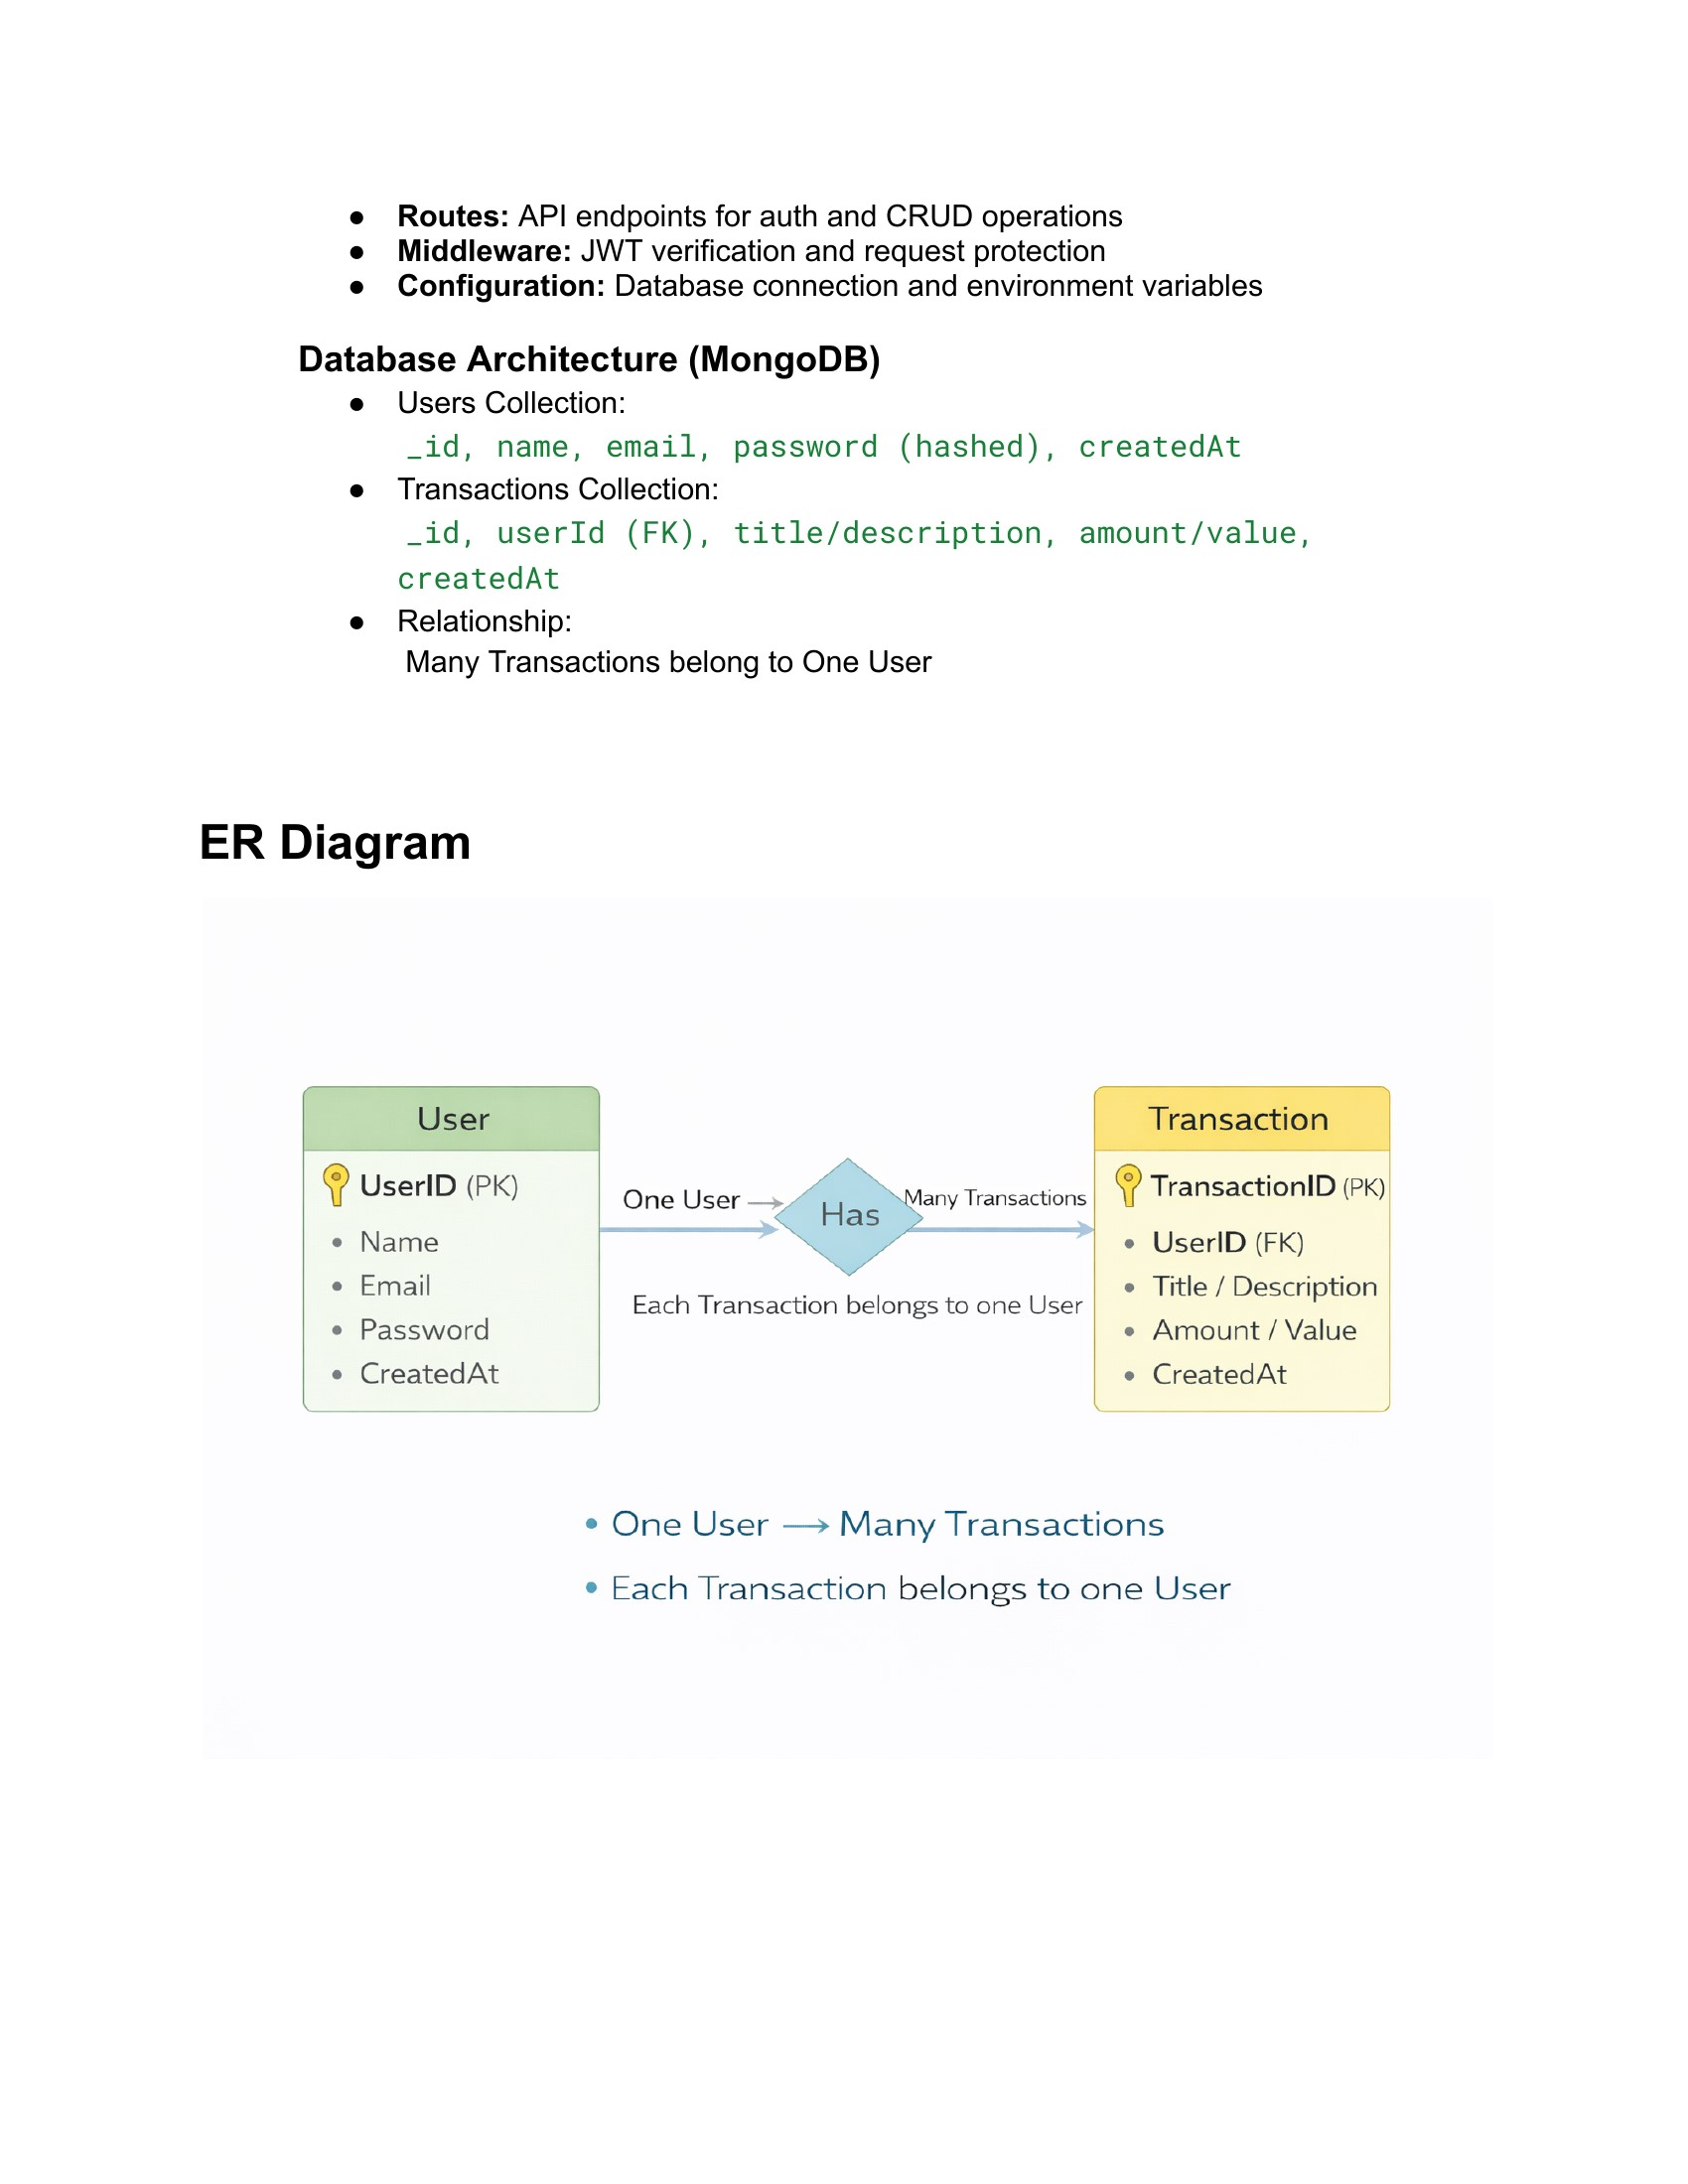 ● Routes: API endpoints for auth and CRUD operations
● Middleware: JWT verification and request protection
● Configuration: Database connection and environment variables
Database Architecture (MongoDB)
● Users Collection:
_id, name, email, password (hashed), createdAt
● Transactions Collection:
_id, userId (FK), title/description, amount/value,
createdAt
● Relationship:
Many Transactions belong to One User
ER Diagram
User
UserID (PK)
• Name
• Email
• Password
• CreatedAt
One User →
Has
Many Transactions
Each Transaction belongs to one User
Transaction
TransactionID (PK)
• UserID (FK)
• Title / Description
• Amount / Value
• CreatedAt
• One User → Many Transactions
• Each Transaction belongs to one User